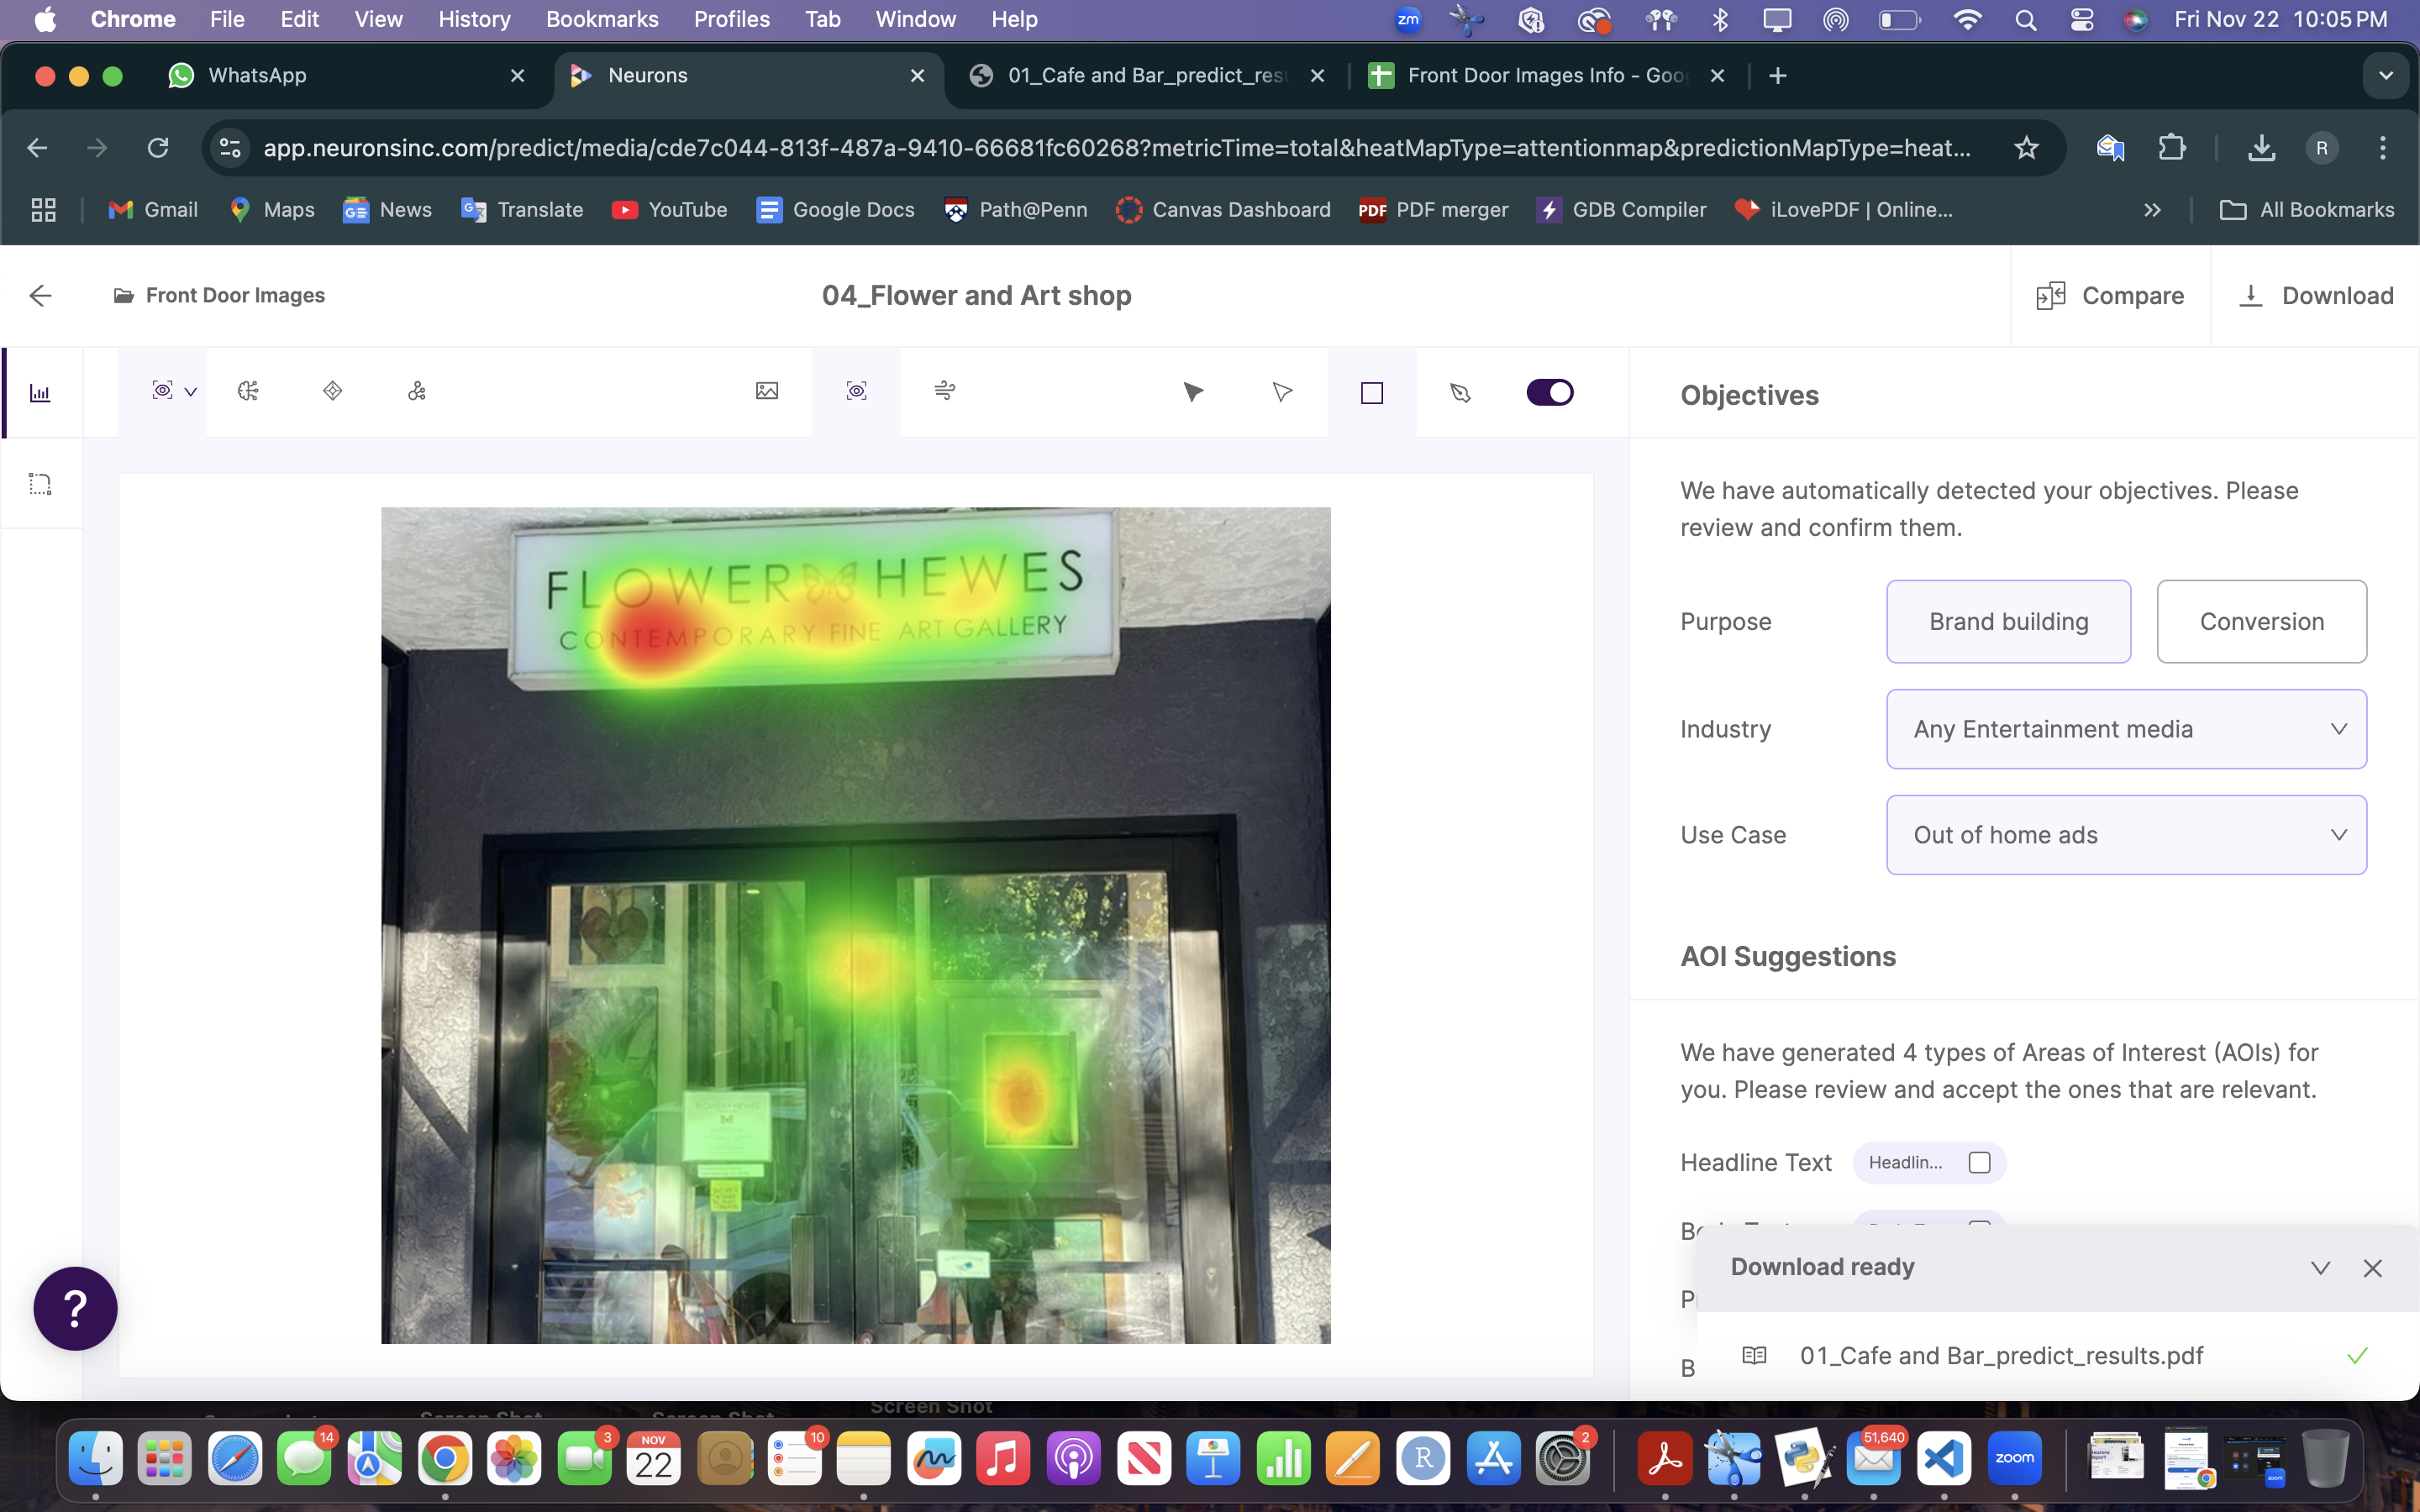 Chrome File Edit View History Bookmarks Profiles Tab Window Help
zm
Fri Nov 22 10:05 PM
WhatsApp
Neurons
01_Cafe and Bar_predict_resu
Front Door Images Info - Goo
app.neuronsinc.com/predict/media/cde7c044-813f-487a-9410-66681fc60268?metricTime=total&heatMapType=attentionmap&predictionMapType=heat...
R
Gmail Maps News Translate YouTube Google Docs Path@Penn Canvas Dashboard PDF PDF merger GDB Compiler iLovePDF | Online... All Bookmarks
Front Door Images
04_Flower and Art shop
Compare
Download
FLOWER HEWES
CONTEMPORARY FINE ART GALLERY
FLOWER HEWES
Objectives
We have automatically detected your objectives. Please
review and confirm them.
Purpose Brand building Conversion
Industry Any Entertainment media
Use Case Out of home ads
AOI Suggestions
We have generated 4 types of Areas of Interest (AOIs) for
you. Please review and accept the ones that are relevant.
Headline Text Headlin...
Download ready
01_Cafe and Bar_predict_results.pdf
B
?
Screen Shot
14
3
NOV
22
10
R
2
51,640
zoom